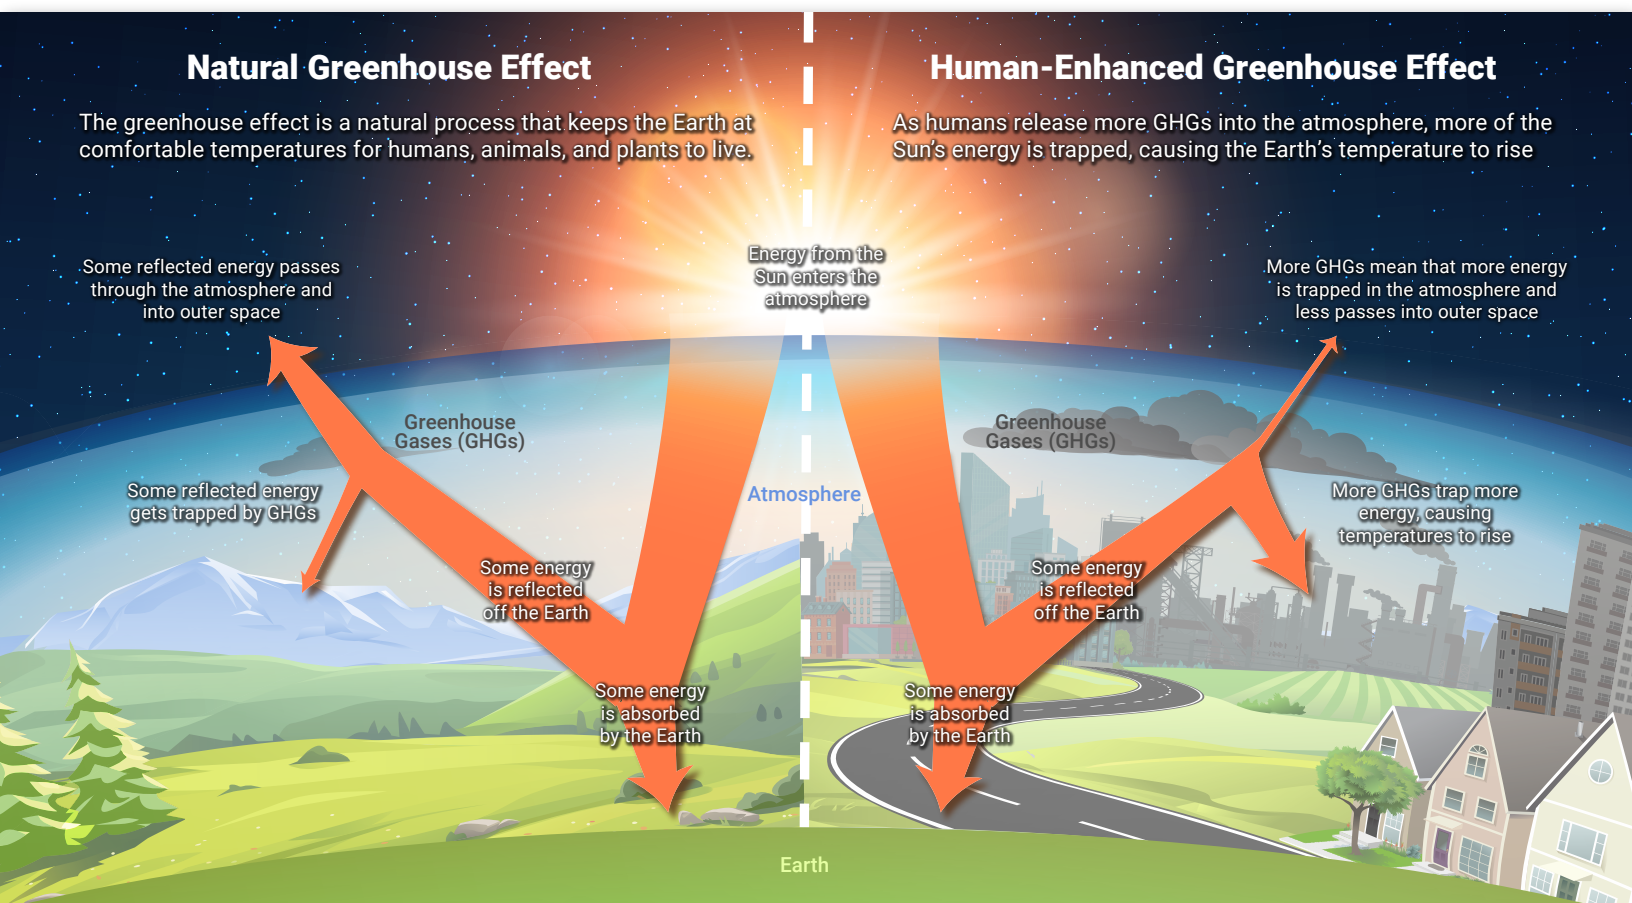 Natural Greenhouse Effect
The greenhouse effect is a natural process that keeps the Earth at
comfortable temperatures for humans, animals, and plants to live.
Human-Enhanced Greenhouse Effect
As humans release more GHGs into the atmosphere, more of the
Sun's energy is trapped, causing the Earth's temperature to rise
Energy from the
Sun enters the
atmosphere
Some reflected energy passes
through the atmosphere and
into outer space
Greenhouse
Gases (GHGs)
Some reflected energy
gets trapped by GHGs
Some energy
is reflected
off the Earth
Some energy
is absorbed
by the Earth
Atmosphere
More GHGs mean that more energy
is trapped in the atmosphere and
less passes into outer space
Greenhouse
Gases (GHGs)
More GHGs trap more
energy, causing
temperatures to rise
Some energy
is reflected
off the Earth
Some energy
is absorbed
by the Earth
Earth